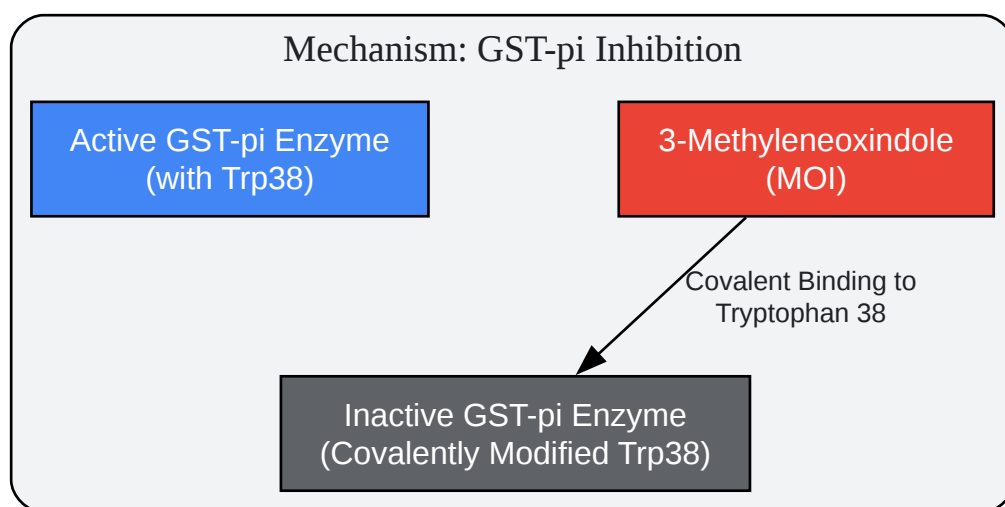 Mechanism: GST-pi Inhibition
Active GST-pi Enzyme
(with Trp38)
3-Methyleneoxindole
(MOI)
Covalent Binding to
Tryptophan 38
Inactive GST-pi Enzyme
(Covalently Modified Trp38)